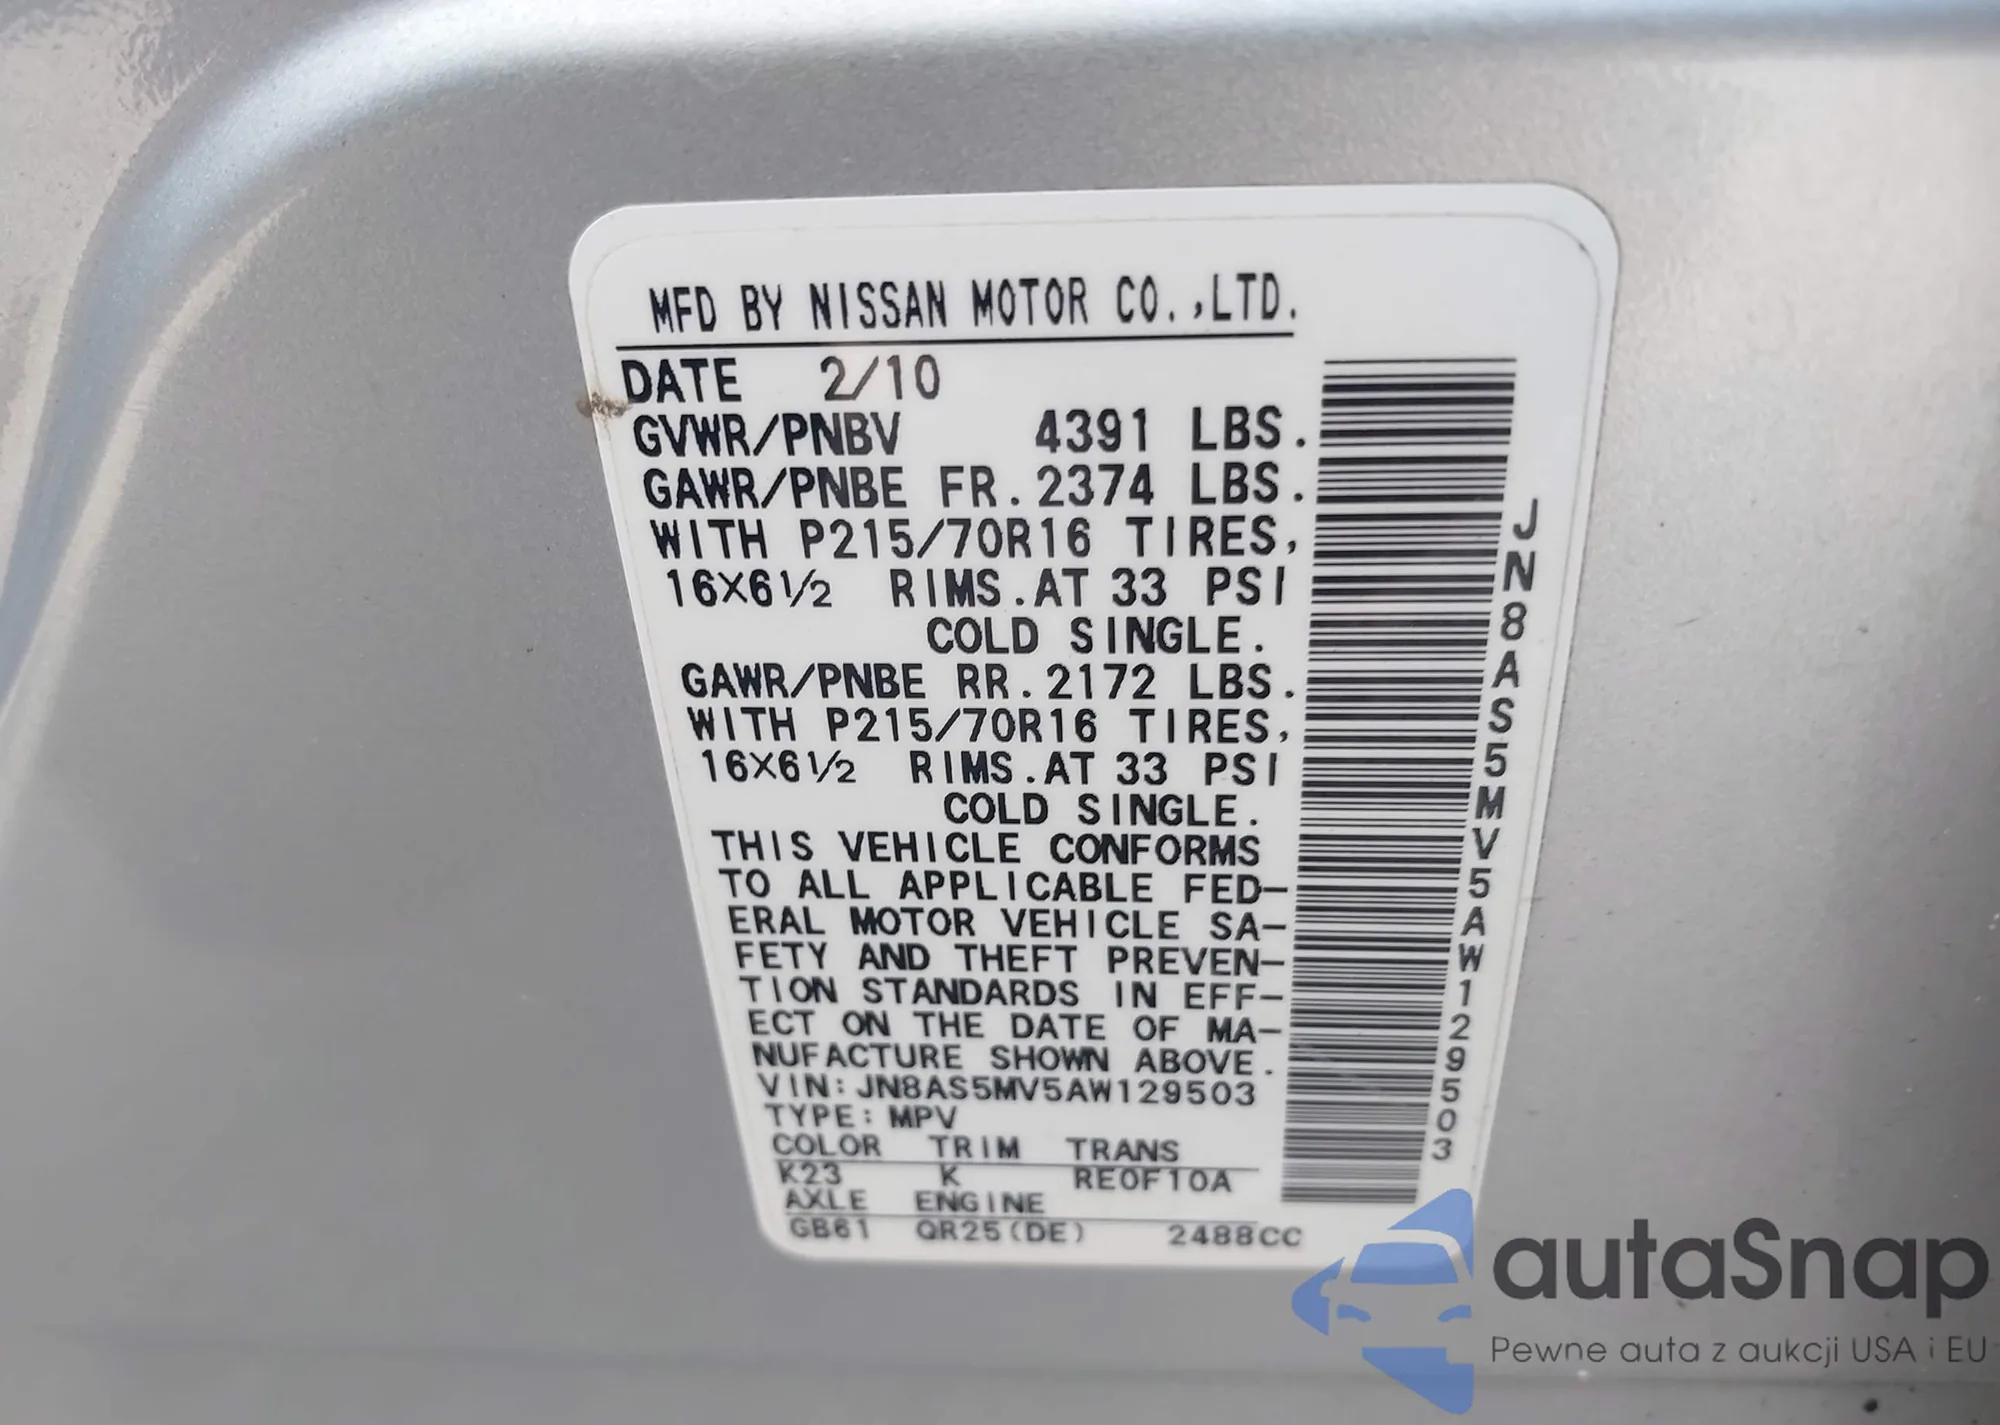 MFD BY NISSAN MOTOR CO.,LTD.
DATE 2/10
GVWR/PNBV 4391 LBS.
GAWR/PNBE FR.2374 LBS.
WITH P215/70R16 TIRES,
16X6½ RIMS.AT 33 PSI
COLD SINGLE.
GAWR/PNBE RR.2172 LBS.
WITH P215/70R16 TIRES,
16X6½ RIMS.AT 33 PSI
COLD SINGLE.
THIS VEHICLE CONFORMS
TO ALL APPLICABLE FED-
ERAL MOTOR VEHICLE SA-
FETY AND THEFT PREVEN-
TION STANDARDS IN EFF-
ECT ON THE DATE OF MA-
NUFACTURE SHOWN ABOVE.
VIN:JN8AS5MV5AW129503
TYPE:MPV
COLOR TRIM TRANS
K23 K RE0F10A
AXLE ENGINE
GB61 QR25(DE) 2488CC
JN8AS5MV5AW129503
autaSnap
Pewne auta z aukcji USA i EU